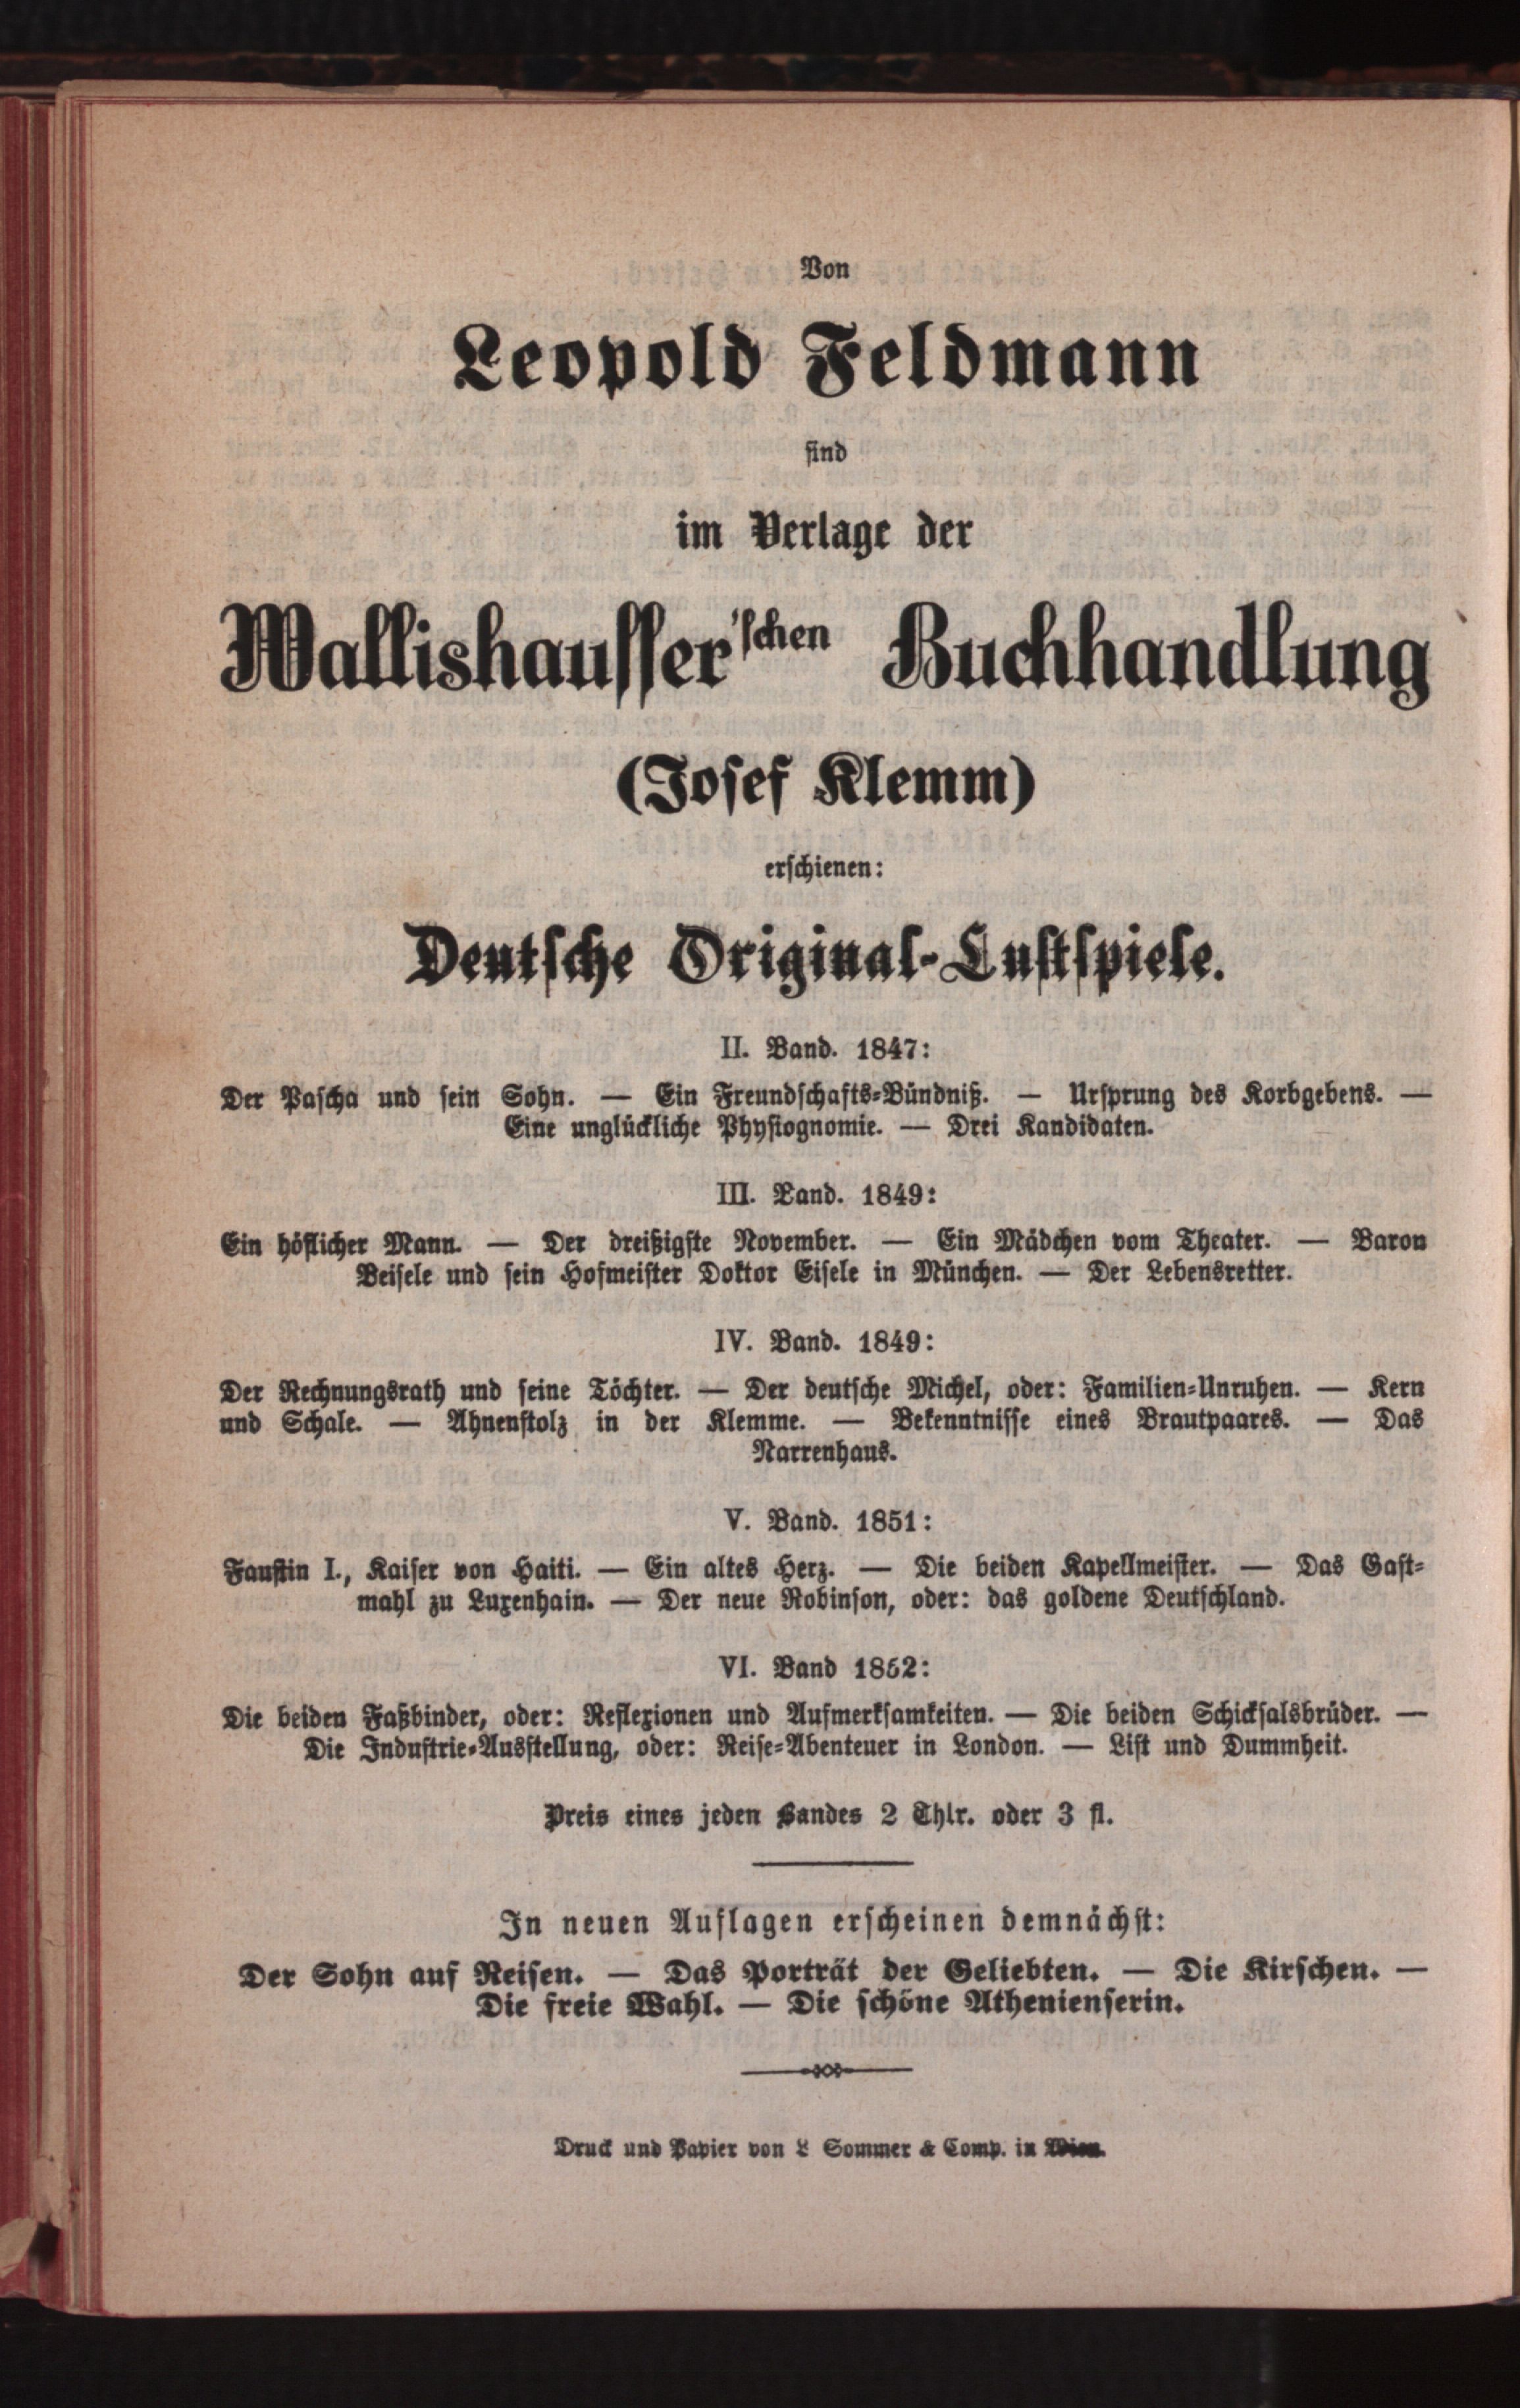 Von
Leopold Feldmann
sind
im Verlage der
Wallishausser'schen Buchhandlung
(Josef Klemm)
erschienen:
Deutsche Original-Lustspiele.
II. Band. 1847:
Der Pascha und sein Sohn. — Ein Freundschafts-Bündniß. — Ursprung des Korbgebens. —
Eine unglückliche Physiognomie. — Drei Kandidaten.
III. Band. 1849:
Ein höflicher Mann. — Der dreißigste November. — Ein Mädchen vom Theater. — Baron
Beisele und sein Hofmeister Doktor Eisele in München. — Der Lebensretter.
IV. Band. 1849:
Der Rechnungsrath und seine Töchter. — Der deutsche Michel, oder: Familien-Unruhen. — Kern
und Schale. — Ahnenstolz in der Klemme. — Bekenntnisse eines Brautpaares. — Das
Narrenhaus.
V. Band. 1851:
Faustin I., Kaiser von Haiti. — Ein altes Herz. — Die beiden Kapellmeister. — Das Gast-
mahl zu Luxenhain. — Der neue Robinson, oder: das goldene Deutschland.
VI. Band 1852:
Die beiden Faßbinder, oder: Reflexionen und Aufmerksamkeiten. — Die beiden Schicksalsbrüder. —
Die Industrie-Ausstellung, oder: Reise-Abenteuer in London. — List und Dummheit.
Preis eines jeden Bandes 2 Thlr. oder 3 fl.
In neuen Auflagen erscheinen demnächst:
Der Sohn auf Reisen. — Das Porträt der Geliebten. — Die Kirschen. —
Die freie Wahl. — Die schöne Athenienserin.
Druck und Papier von L Sommer & Comp. in Wien.